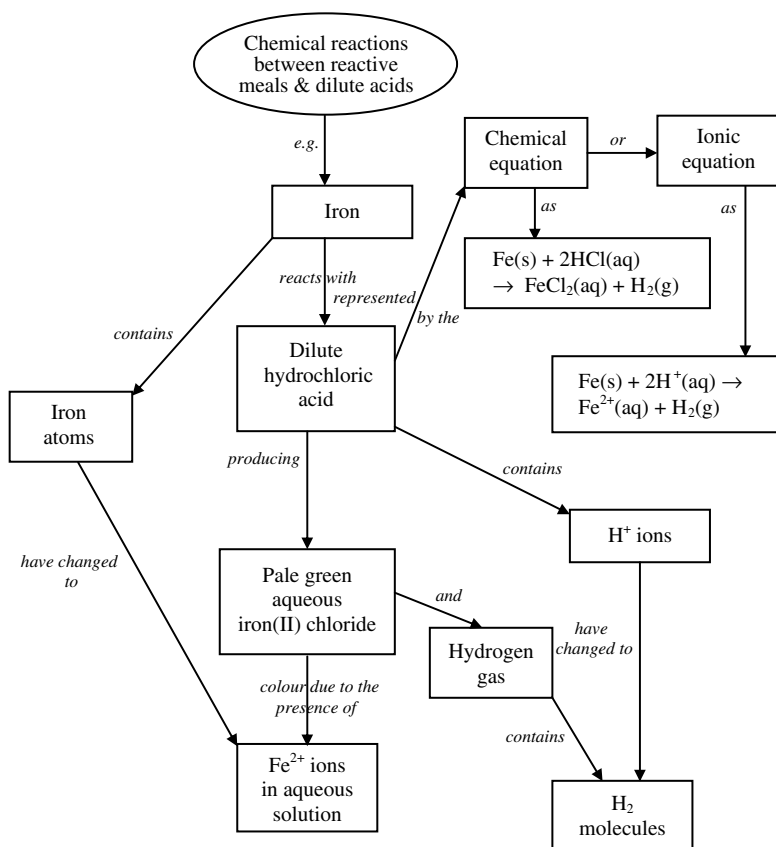 Chemical reactions
between reactive
meals & dilute acids
e.g.
Iron
reacts with
represented
by the
Chemical
equation
or
Ionic
equation
as
as
Fe(s) + 2HCl(aq)
→ FeCl₂(aq) + H₂(g)
Fe(s) + 2H⁺(aq) →
Fe²⁺(aq) + H₂(g)
contains
Dilute
hydrochloric
acid
Iron
atoms
producing
contains
H⁺ ions
have changed
to
Pale green
aqueous
iron(II) chloride
and
Hydrogen
gas
have
changed to
colour due to the
presence of
contains
Fe²⁺ ions
in aqueous
solution
H₂
molecules